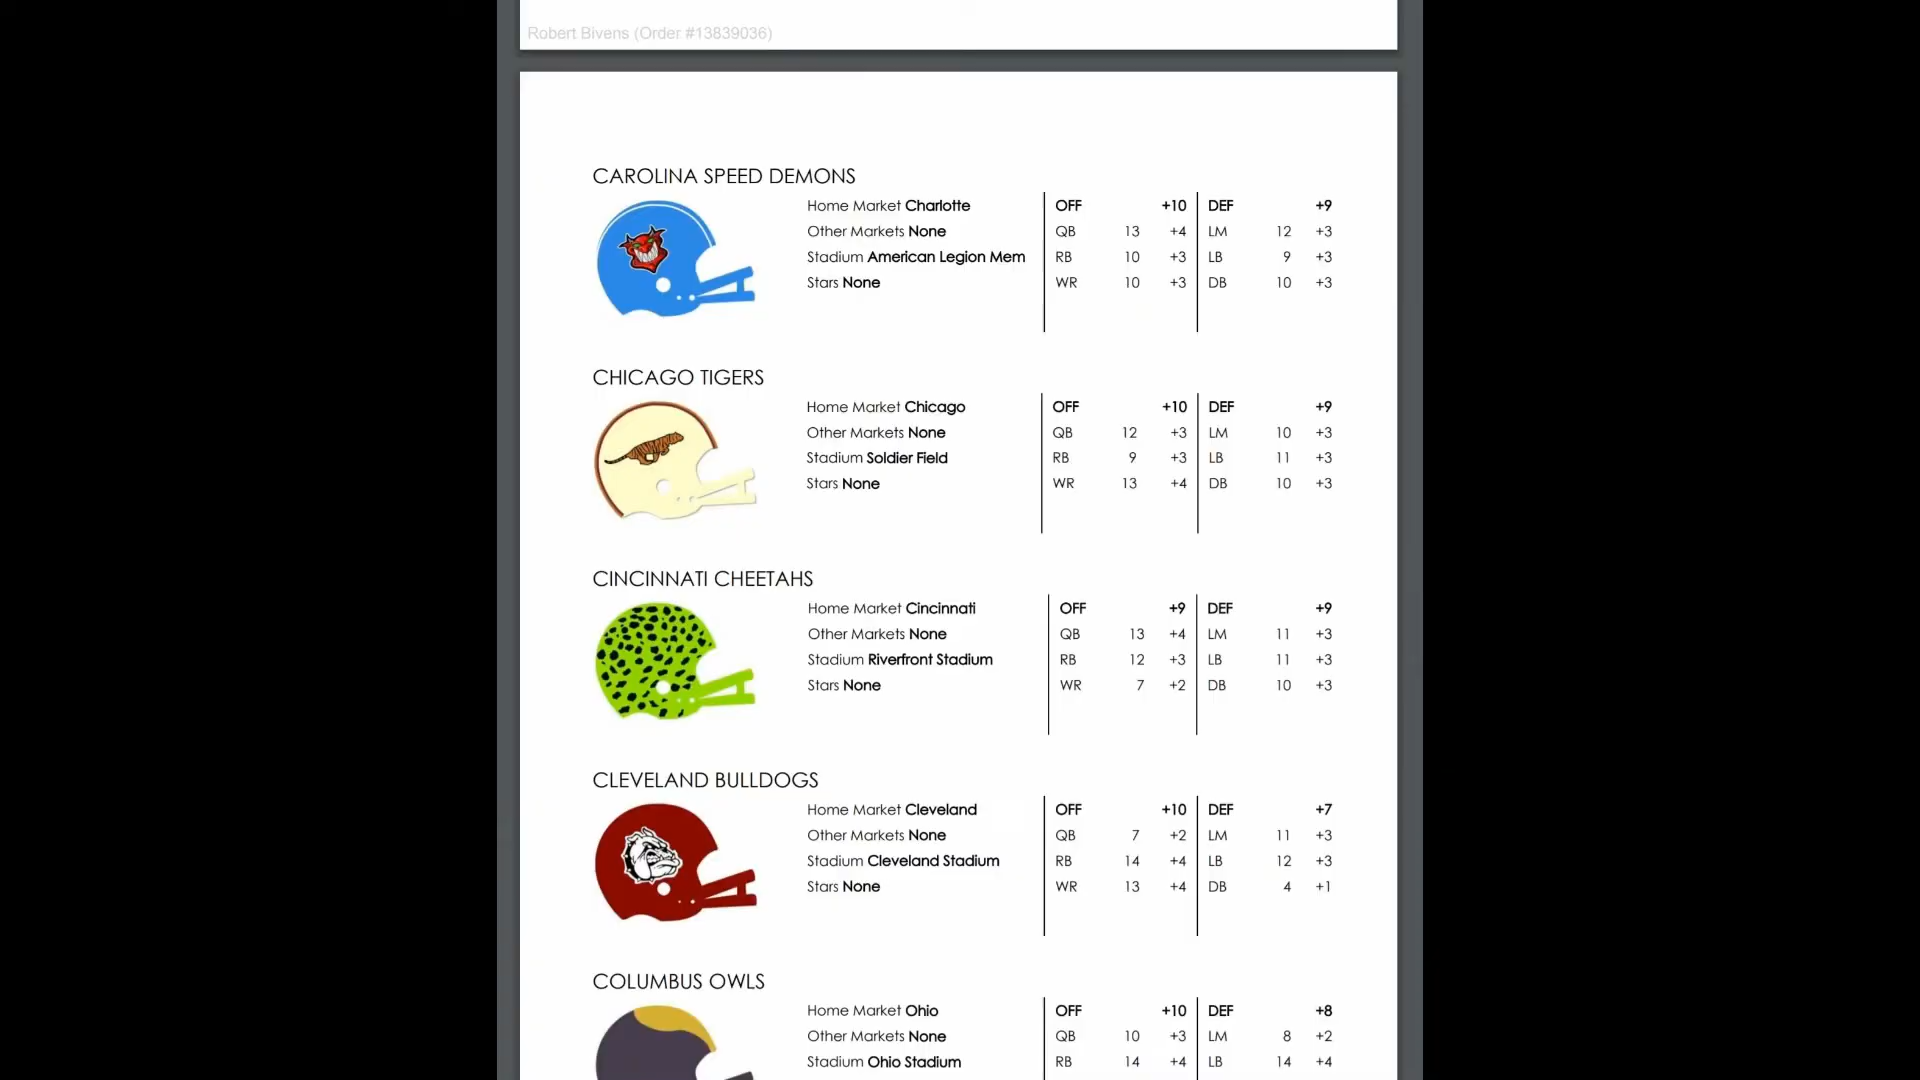 Robert Bivens (Order #13839036)
CAROLINA SPEED DEMONS
Home Market Charlotte OFF +10 DEF +9
Other Markets None QB 13 +4 LM 12 +3
Stadium American Legion Mem RB 10 +3 LB 9 +3
Stars None WR 10 +3 DB 10 +3
CHICAGO TIGERS
Home Market Chicago OFF +10 DEF +9
Other Markets None QB 12 +3 LM 10 +3
Stadium Soldier Field RB 9 +3 LB 11 +3
Stars None WR 13 +4 DB 10 +3
CINCINNATI CHEETAHS
Home Market Cincinnati OFF +9 DEF +9
Other Markets None QB 13 +4 LM 11 +3
Stadium Riverfront Stadium RB 12 +3 LB 11 +3
Stars None WR 7 +2 DB 10 +3
CLEVELAND BULLDOGS
Home Market Cleveland OFF +10 DEF +7
Other Markets None QB 7 +2 LM 11 +3
Stadium Cleveland Stadium RB 14 +4 LB 12 +3
Stars None WR 13 +4 DB 4 +1
COLUMBUS OWLS
Home Market Ohio OFF +10 DEF +8
Other Markets None QB 10 +3 LM 8 +2
Stadium Ohio Stadium RB 14 +4 LB 14 +4